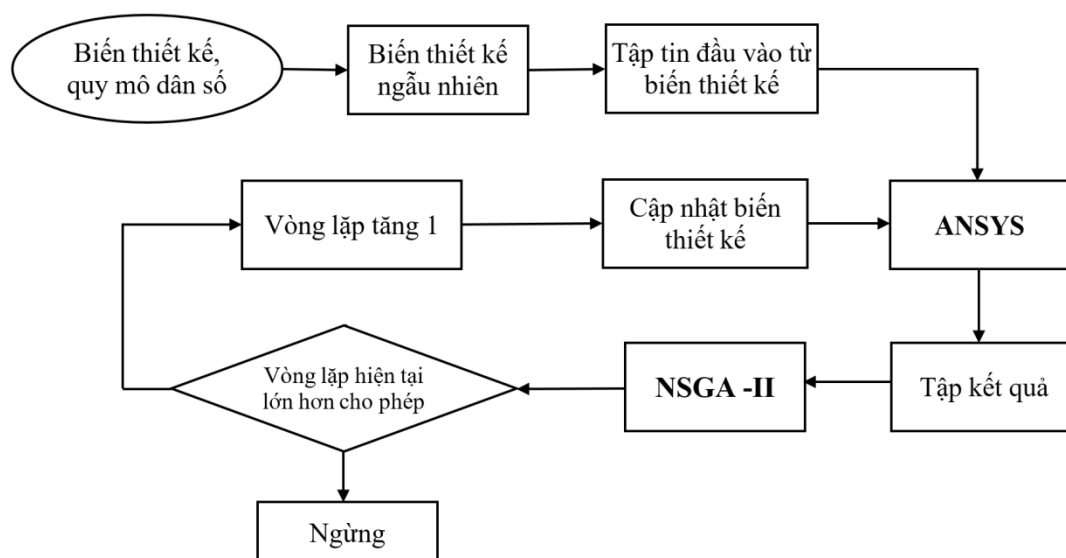 Biến thiết kế,
quy mô dân số
Biến thiết kế
ngẫu nhiên
Tập tin đầu vào từ
biến thiết kế
Vòng lặp tăng 1
Cập nhật biến
thiết kế
ANSYS
Vòng lặp hiện tại
lớn hơn cho phép
NSGA -II
Tập kết quả
Ngừng